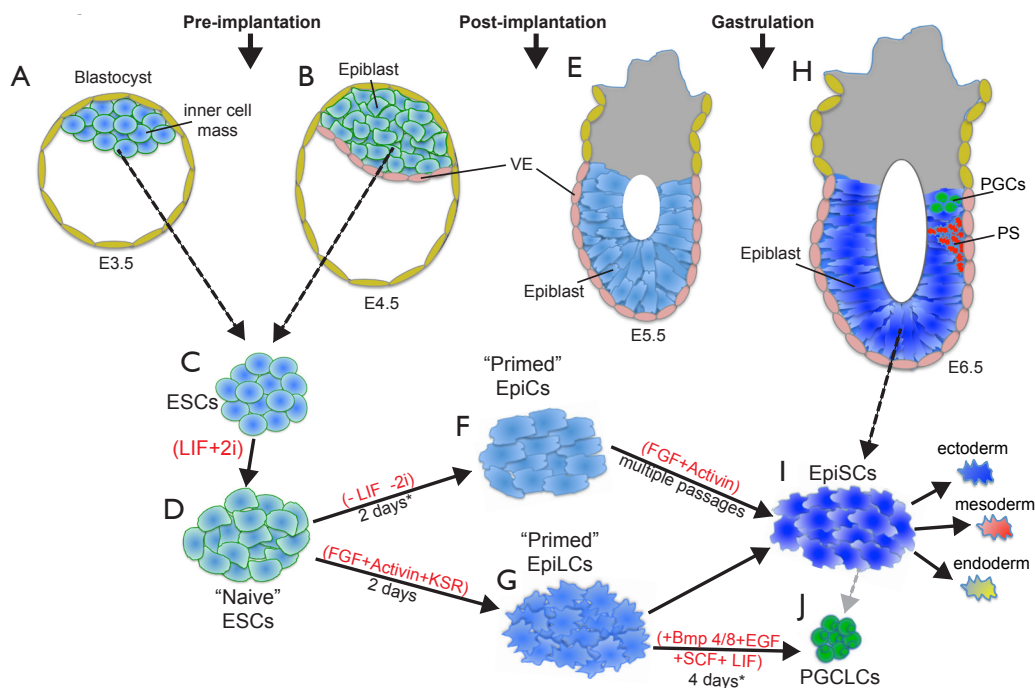 Pre-implantation
Post-implantation
Gastrulation
A
Blastocyst
inner cell
mass
E3.5
B
Epiblast
E4.5
VE
E
Epiblast
E5.5
H
PGCs
PS
Epiblast
E6.5
C
ESCs
(LIF+2i)
D
“Naive”
ESCs
(- LIF -2i)
2 days*
(FGF+Activin+KSR)
2 days
“Primed”
EpiCs
F
(FGF+Activin)
multiple passages
“Primed”
EpiLCs
G
(+Bmp 4/8+EGF
+SCF+ LIF)
4 days*
I
EpiSCs
ectoderm
mesoderm
endoderm
J
PGCLCs